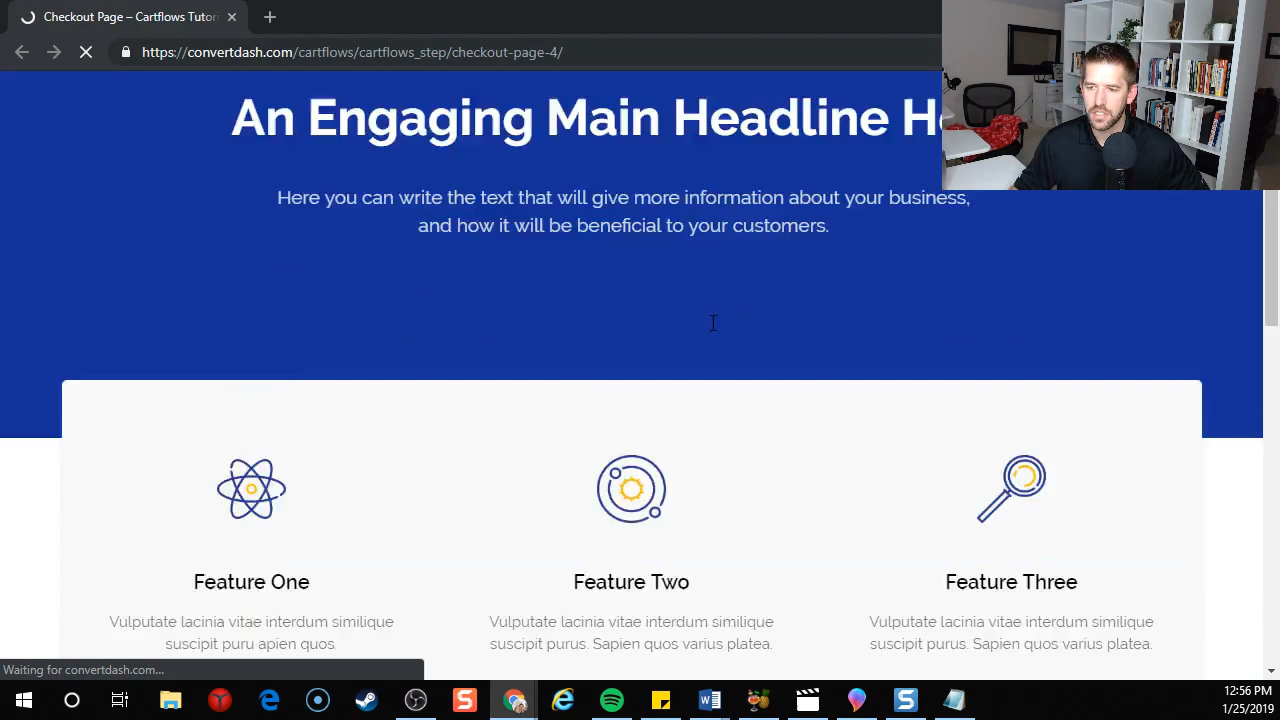 Checkout Page – Cartflows Tutor
https://convertdash.com/cartflows/cartflows_step/checkout-page-4/
An Engaging Main Headline He
Here you can write the text that will give more information about your business,
and how it will be beneficial to your customers.
Feature One
Feature Two
Feature Three
Vulputate lacinia vitae interdum similique
suscipit puru apien quos
Vulputate lacinia vitae interdum similique
suscipit purus. Sapien quos varius platea.
Vulputate lacinia vitae interdum similique
suscipit purus. Sapien quos varius platea.
Waiting for convertdash.com...
12:56 PM
1/25/2019